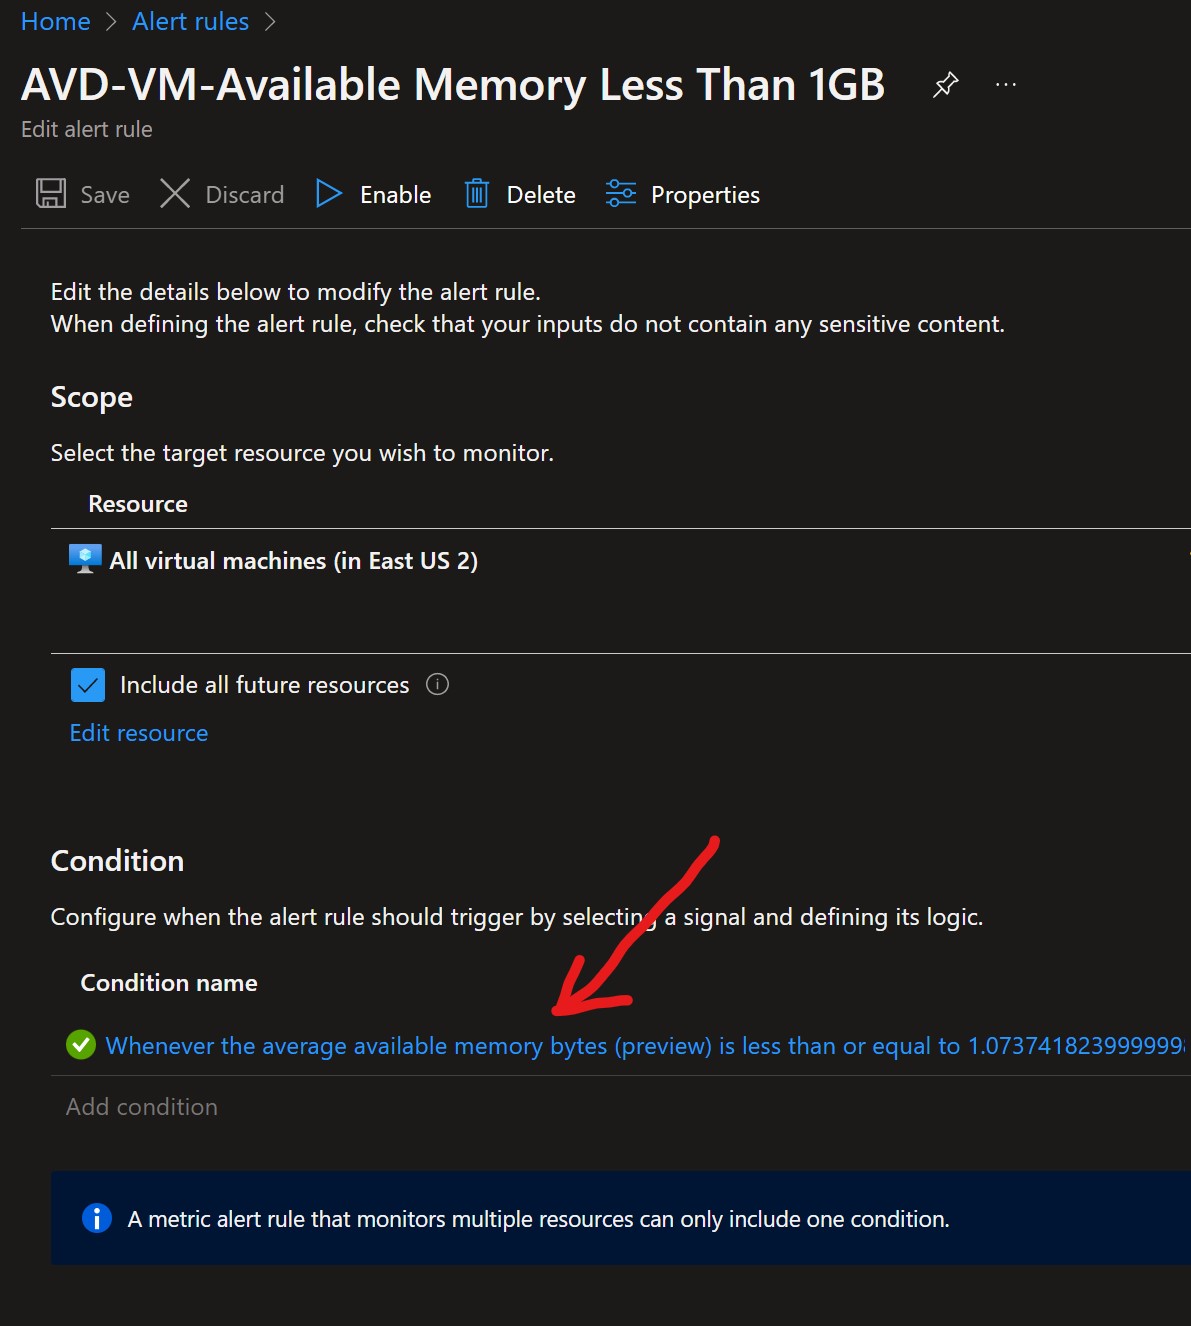 Home > Alert rules >
AVD-VM-Available Memory Less Than 1GB ...
Edit alert rule
Save Discard Enable Delete Properties
Edit the details below to modify the alert rule.
When defining the alert rule, check that your inputs do not contain any sensitive content.
Scope
Select the target resource you wish to monitor.
Resource
All virtual machines (in East US 2)
Include all future resources
Edit resource
Condition
Configure when the alert rule should trigger by selecting a signal and defining its logic.
Condition name
Whenever the average available memory bytes (preview) is less than or equal to 1.073741823999999
Add condition
A metric alert rule that monitors multiple resources can only include one condition.